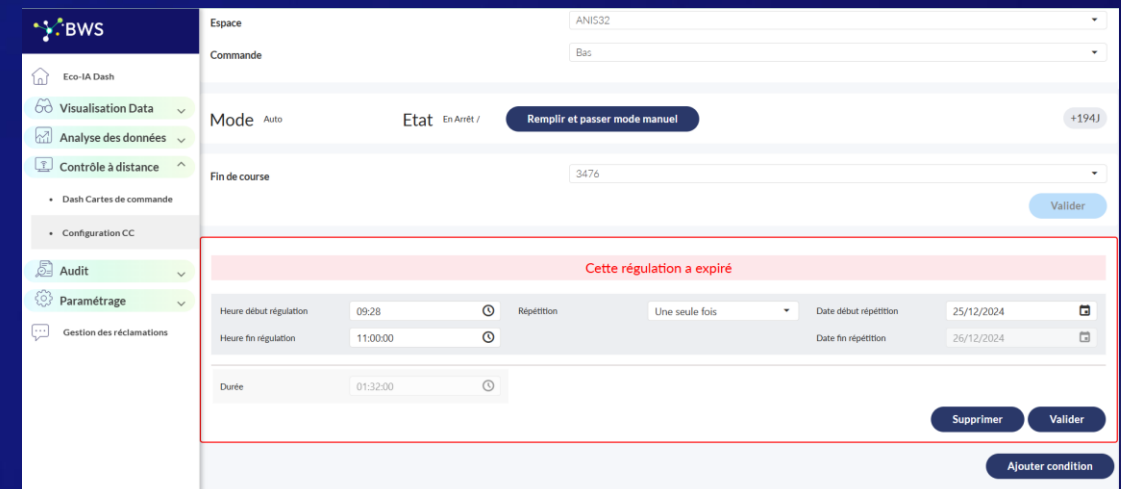 BWS
Eco-IA Dash
Visualisation Data
Analyse des données
Contrôle à distance
Dash Cartes de commande
Configuration CC
Audit
Paramétrage
Gestion des réclamations
Espace ANIS32
Commande Bas
Mode Auto Etat En Arrêt / Remplir et passer mode manuel +194J
Fin de course 3476
Valider
Cette régulation a expiré
Heure début régulation 09:28 Répétition Une seule fois Date début répétition 25/12/2024
Heure fin régulation 11:00:00 Date fin répétition 26/12/2024
Durée 01:32:00
Supprimer Valider
Ajouter condition